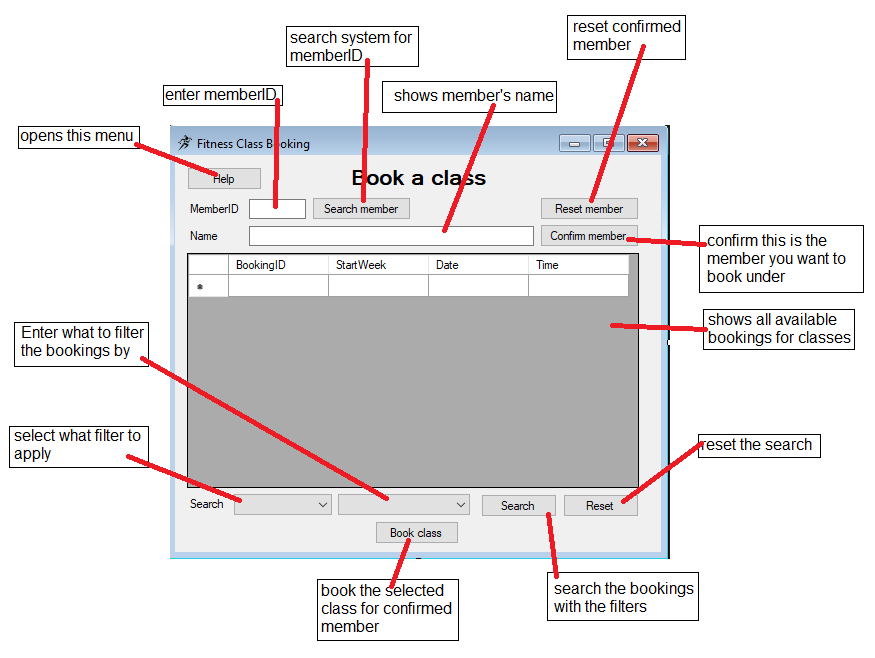 reset confirmed
member
search system for
memberID
enter memberID
shows member's name
opens this menu
Fitness Class Booking
Help
Book a class
MemberID
Search member
Reset member
Name
Confirm member
confirm this is the
member you want to
book under
BookingID
StartWeek
Date
Time
shows all available
bookings for classes
Enter what to filter
the bookings by
select what filter to
apply
reset the search
Search
Search
Reset
Book class
book the selected
class for confirmed
member
search the bookings
with the filters